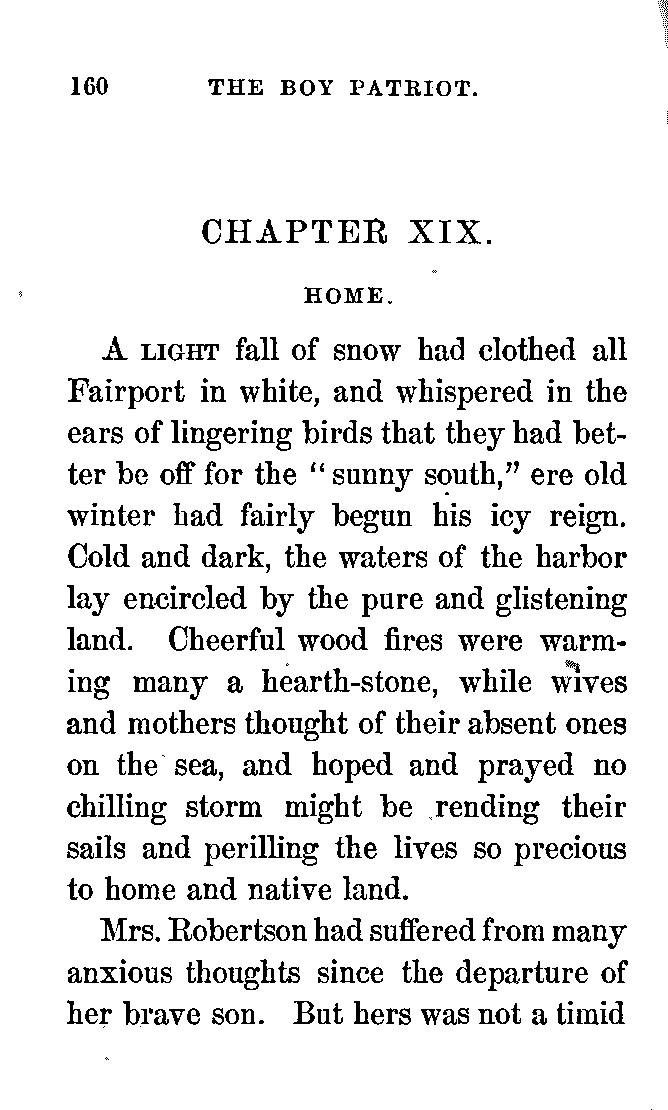 160 THE BOY PATRIOT.
CHAPTER XIX.
HOME.
A LIGHT fall of snow had clothed all
Fairport in white, and whispered in the
ears of lingering birds that they had bet-
ter be off for the “sunny south,” ere old
winter had fairly begun his icy reign.
Cold and dark, the waters of the harbor
lay encircled by the pure and glistening
land. Cheerful wood fires were warm-
ing many a hearth-stone, while wives
and mothers thought of their absent ones
on the sea, and hoped and prayed no
chilling storm might be rending their
sails and perilling the lives so precious
to home and native land.
Mrs. Robertson had suffered from many
anxious thoughts since the departure of
her brave son. But hers was not a timid